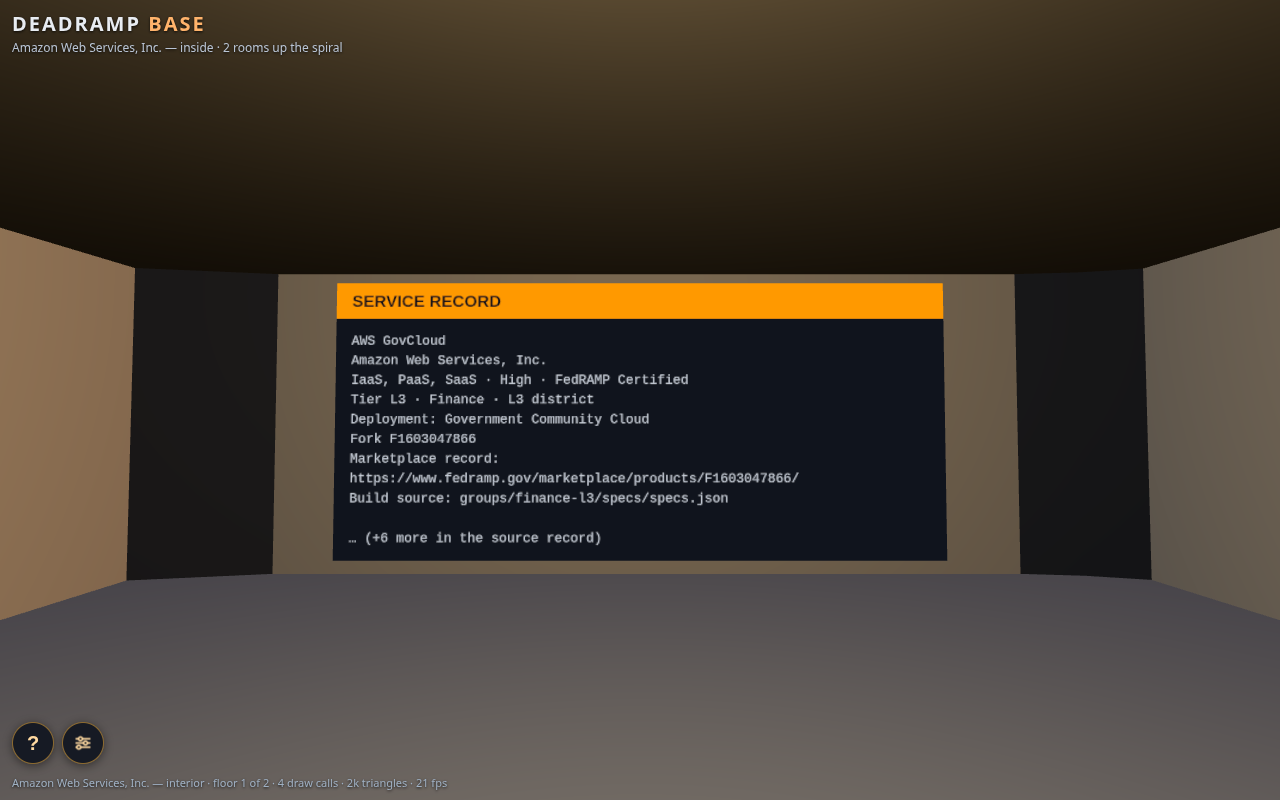 DEADRAMP BASE
Amazon Web Services, Inc. — inside · 2 rooms up the spiral
SERVICE RECORD
AWS GovCloud
Amazon Web Services, Inc.
IaaS, PaaS, SaaS · High · FedRAMP Certified
Tier L3 · Finance · L3 district
Deployment: Government Community Cloud
Fork F1603047866
Marketplace record:
https://www.fedramp.gov/marketplace/products/F1603047866/
Build source: groups/finance-l3/specs/specs.json
… (+6 more in the source record)
?
Amazon Web Services, Inc. — interior · floor 1 of 2 · 4 draw calls · 2k triangles · 21 fps